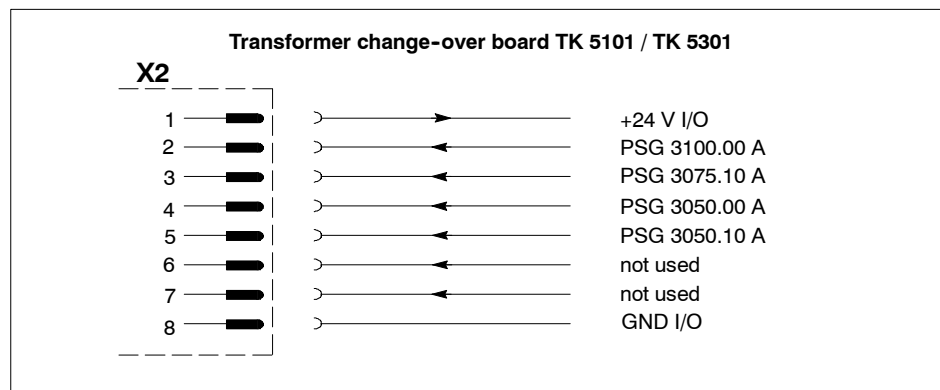 Transformer change-over board TK 5101 / TK 5301
X2
1 +24 V I/O
2 PSG 3100.00 A
3 PSG 3075.10 A
4 PSG 3050.00 A
5 PSG 3050.10 A
6 not used
7 not used
8 GND I/O